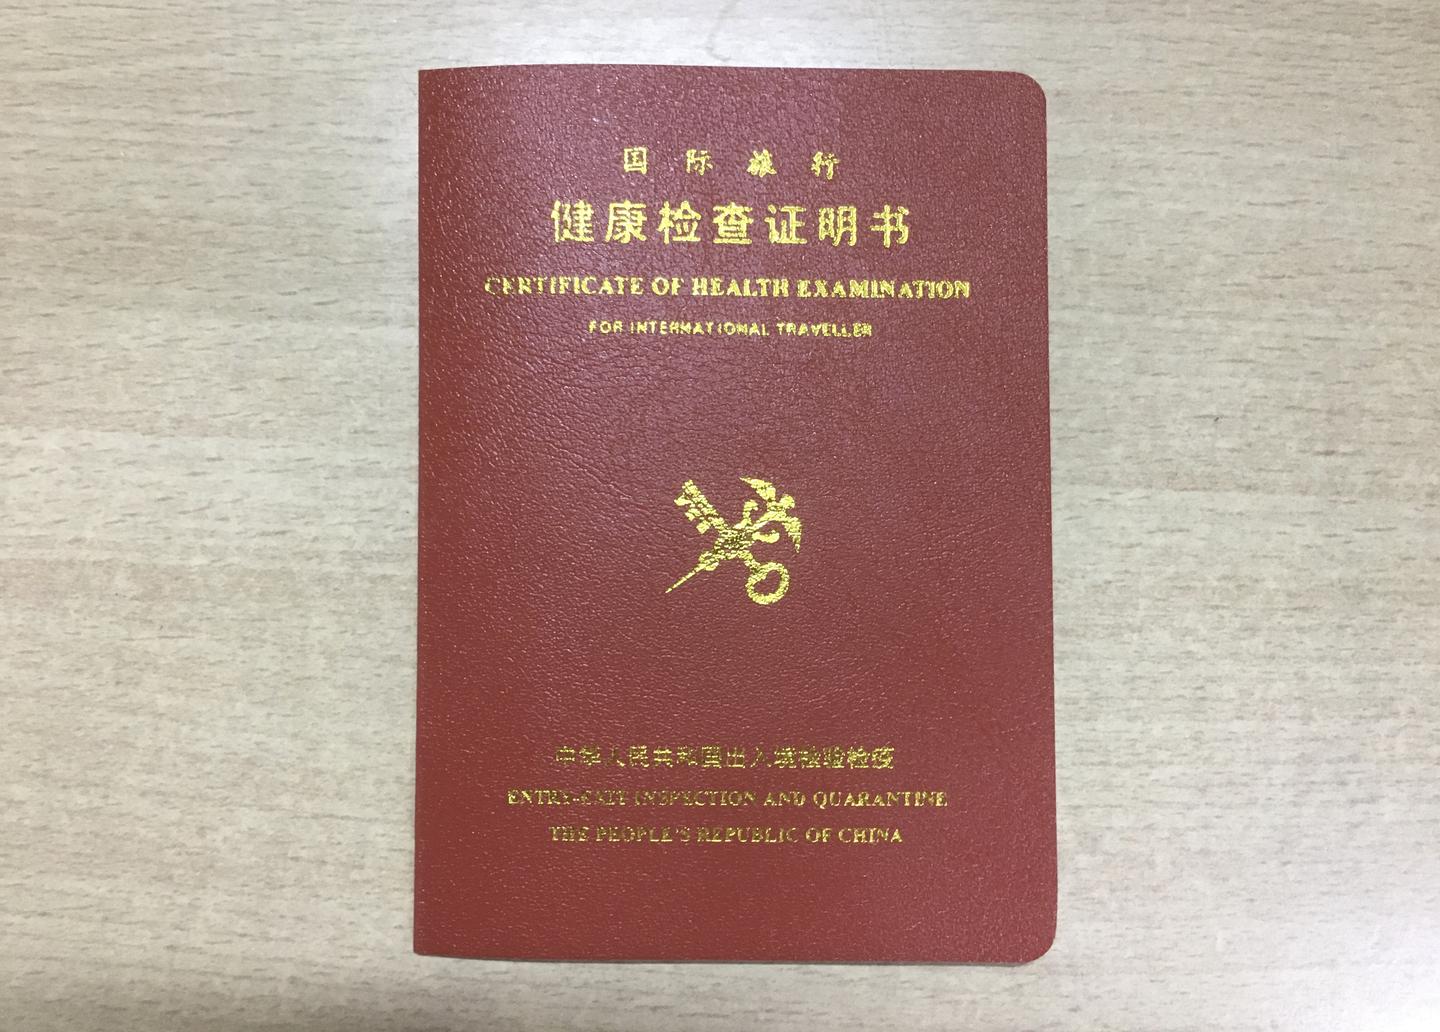 国际旅行
健康检查证明书
CERTIFICATE OF HEALTH EXAMINATION
FOR INTERNATIONAL TRAVELLER
中华人民共和国出入境检验检疫
ENTRY-EXIT INSPECTION AND QUARANTINE
THE PEOPLE'S REPUBLIC OF CHINA